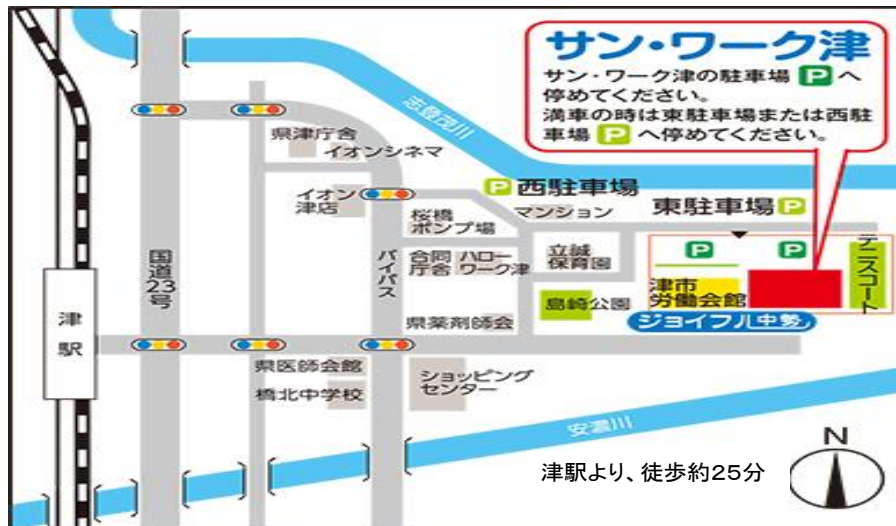 サン・ワーク津
サン・ワーク津の駐車場 P へ
停めてください。
満車の時は東駐車場または西駐
車場 P へ停めてください。
志登茂川
県津庁舎
イオンシネマ
イオン
津店
P 西駐車場
桜橋
ポンプ場
マンション
東駐車場 P
国道23号
バイパス
合同
庁舎
ハロー
ワーク津
立誠
保育園
P
P
テニスコート
津市
労働会館
島崎公園
ジョイフル中勢
津駅
県薬剤師会
県医師会館
橋北中学校
ショッピング
センター
安濃川
津駅より、徒歩約25分
N